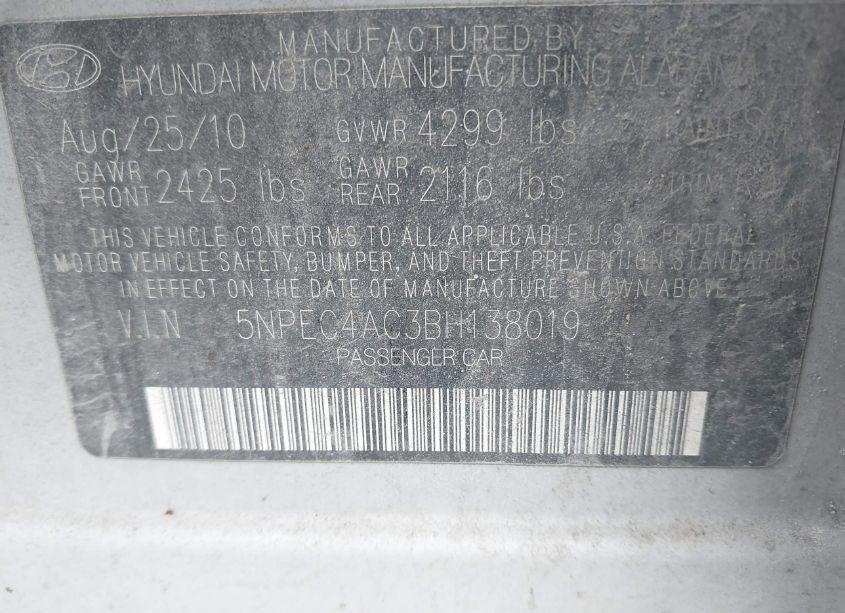 MANUFACTURED BY
HYUNDAI MOTOR MANUFACTURING ALABAMA
Aug/25/10 GVWR 4299 lbs PAINT
GAWR FRONT 2425 lbs GAWR REAR 2116 lbs TRIM
THIS VEHICLE CONFORMS TO ALL APPLICABLE U.S.A. FEDERAL
MOTOR VEHICLE SAFETY, BUMPER, AND THEFT PREVENTION STANDARDS
IN EFFECT ON THE DATE OF MANUFACTURE SHOWN ABOVE.
V.I.N 5NPEC4AC3BH138019
PASSENGER CAR